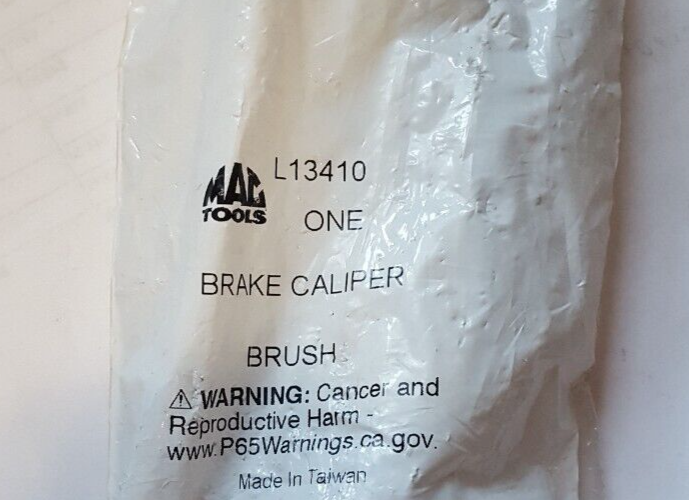 MAC TOOLS
L13410
ONE
BRAKE CALIPER
BRUSH
⚠ WARNING: Cancer and
Reproductive Harm -
www.P65Warnings.ca.gov.
Made In Taiwan